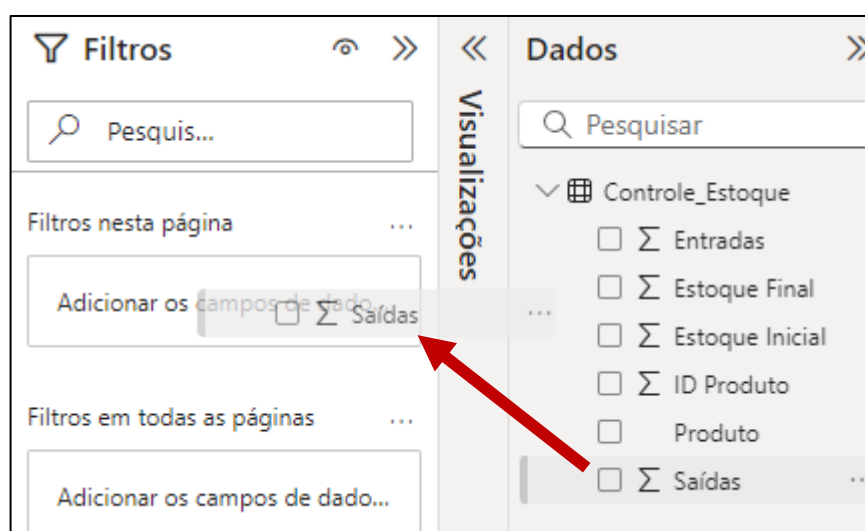 Filtros
Pesquis...
Filtros nesta página
Adicionar os campos de dado...
Σ Saídas
Filtros em todas as páginas
Adicionar os campos de dado...
Visualizações
Dados
Pesquisar
Controle_Estoque
Σ Entradas
Σ Estoque Final
Σ Estoque Inicial
Σ ID Produto
Produto
Σ Saídas